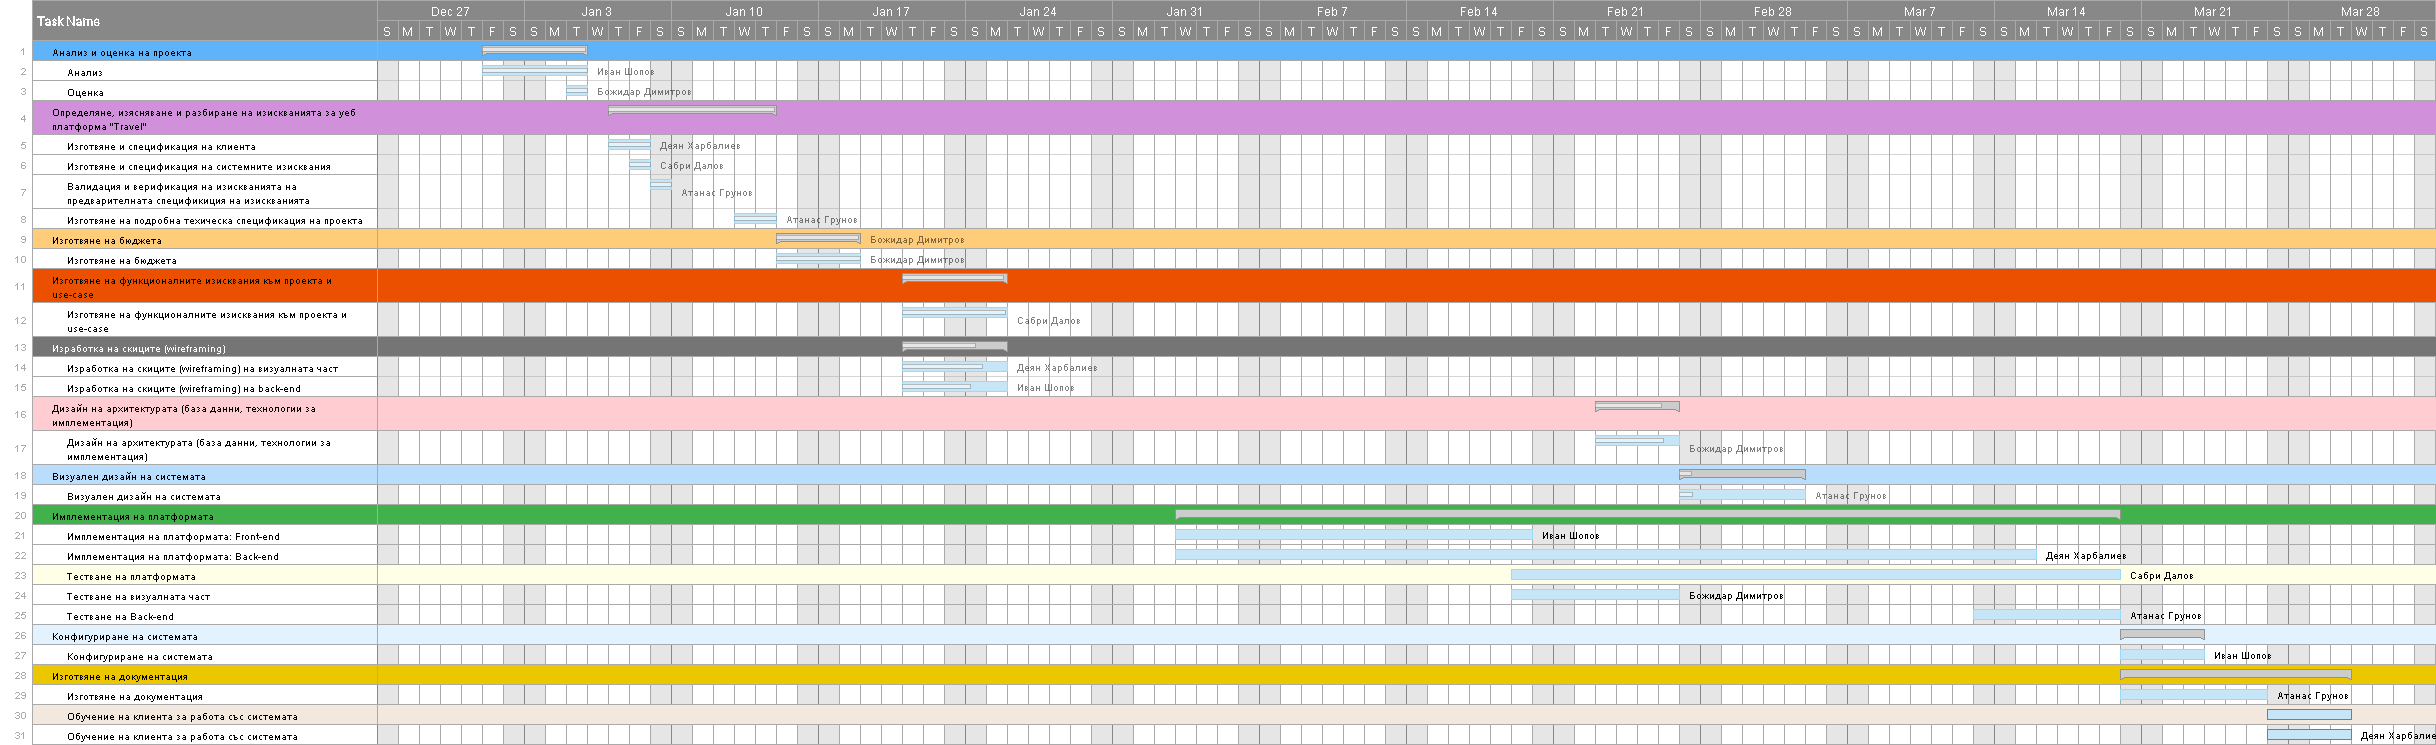 Task Name
Dec 27 Jan 3 Jan 10 Jan 17 Jan 24 Jan 31 Feb 7 Feb 14 Feb 21 Feb 28 Mar 7 Mar 14 Mar 21 Mar 28
S M T W T F S S M T W T F S S M T W T F S S M T W T F S S M T W T F S S M T W T F S S M T W T F S S M T W T F S S M T W T F S S M T W T F S S M T W T F S S M T W T F S S M T W T F S S M T W T F S
1 Анализ и оценка на проекта
2 Анализ Иван Шопов
3 Оценка Божидар Димитров
4 Определяне, изясняване и разбиране на изискванията за уеб
платформа "Travel"
5 Изготвяне и спецификация на клиента Деян Харбалиев
6 Изготвяне и спецификация на системните изисквания Сабри Далов
7 Валидация и верификация на изискванията на
предварителната спецификиция на изискванията Атанас Грунов
8 Изготвяне на подробна техическа спецификация на проекта Атанас Грунов
9 Изготвяне на бюджета Божидар Димитров
10 Изготвяне на бюджета Божидар Димитров
11 Изготвяне на функционалните изисквания към проекта и
use-case
12 Изготвяне на функционалните изисквания към проекта и
use-case Сабри Далов
13 Изработка на скиците (wireframing)
14 Изработка на скиците (wireframing) на визуалната част Деян Харбалиев
15 Изработка на скиците (wireframing) на back-end Иван Шопов
16 Дизайн на архитектурата (база данни, технологии за
имплементация)
17 Дизайн на архитектурата (база данни, технологии за
имплементация) Божидар Димитров
18 Визуален дизайн на системата
19 Визуален дизайн на системата Атанас Грунов
20 Имплементация на платформата
21 Имплементация на платформата: Front-end Иван Шопов
22 Имплементация на платформата: Back-end Деян Харбалиев
23 Тестване на платформата Сабри Далов
24 Тестване на визуалната част Божидар Димитров
25 Тестване на Back-end Атанас Грунов
26 Конфигуриране на системата
27 Конфигуриране на системата Иван Шопов
28 Изготвяне на документация
29 Изготвяне на документация Атанас Грунов
30 Обучение на клиента за работа със системата
31 Обучение на клиента за работа със системата Деян Харбалие